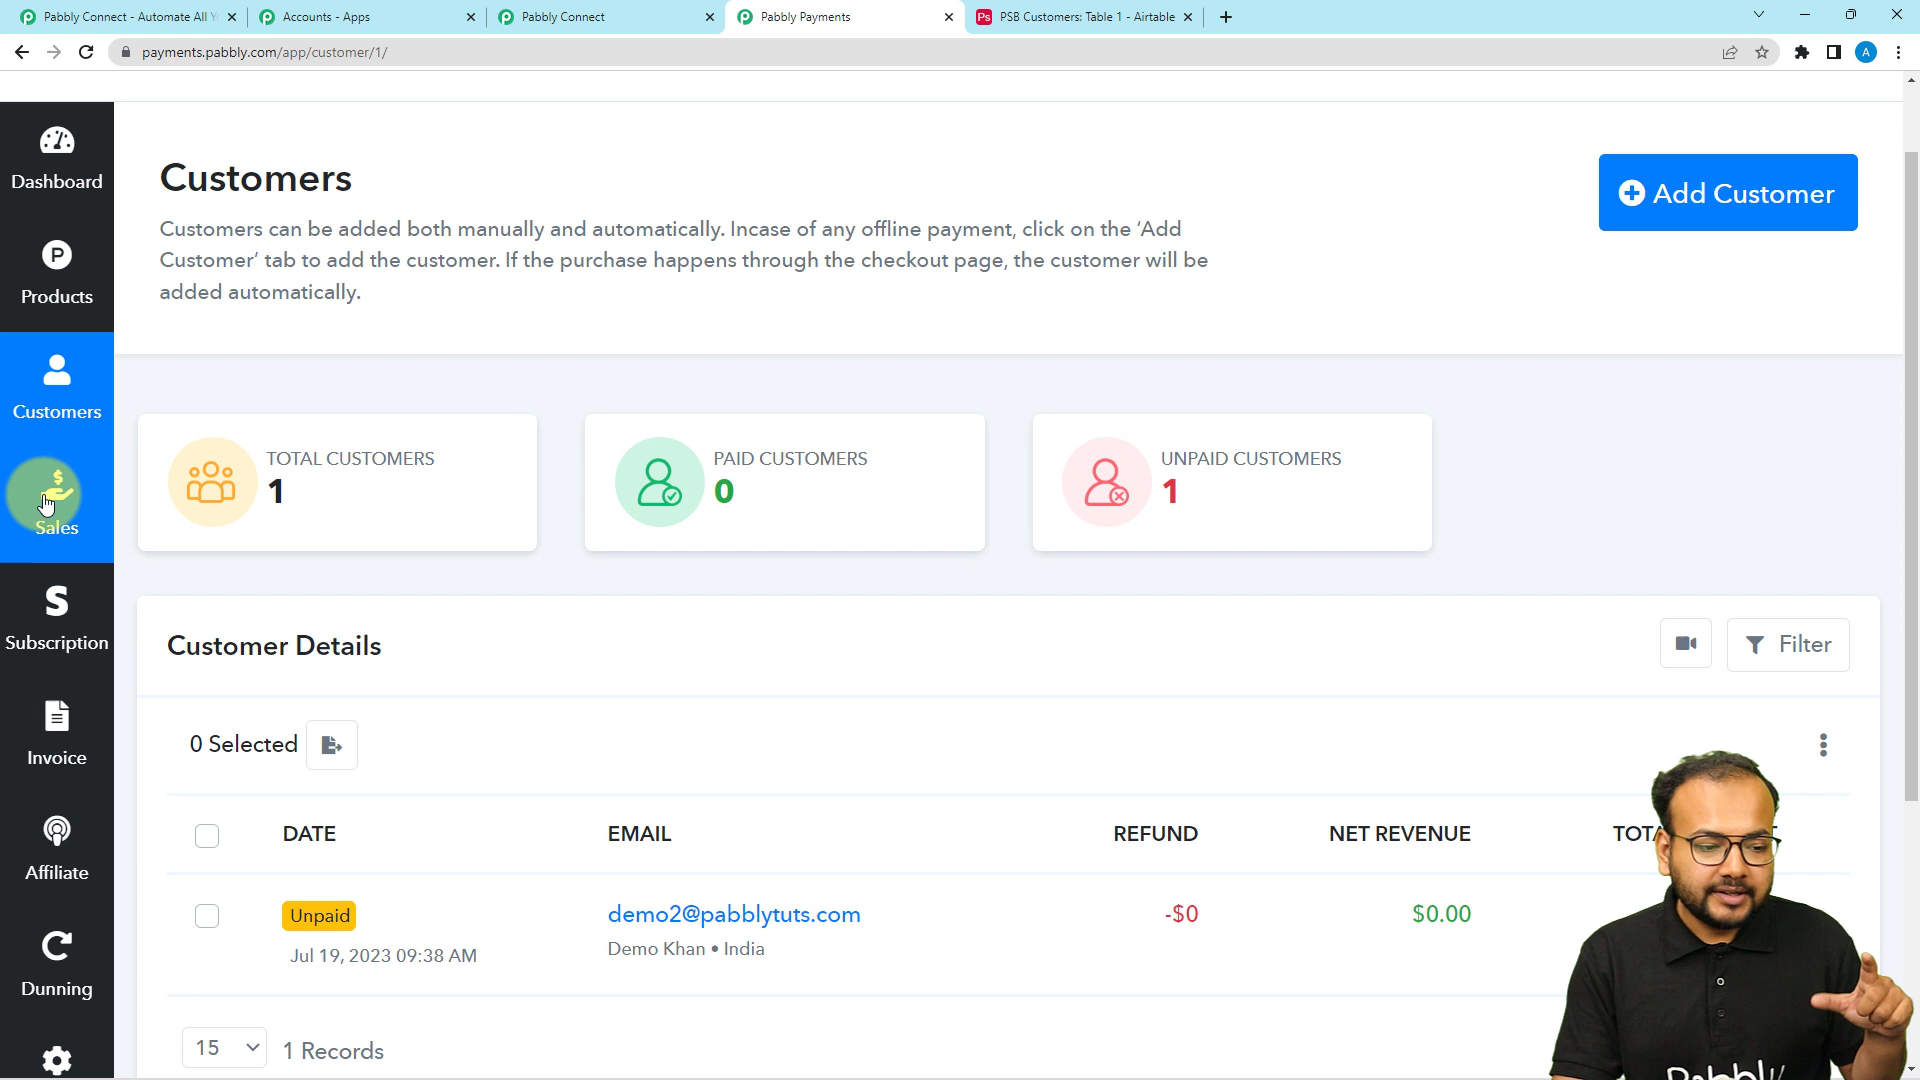 Pabbly Connect - Automate All Y
Accounts - Apps
Pabbly Connect
Pabbly Payments
Ps
PSB Customers: Table 1 - Airtable
payments.pabbly.com/app/customer/1/
A
Dashboard
P
Products
Customers
Sales
S
Subscription
Invoice
Affiliate
Dunning
Customers
Customers can be added both manually and automatically. Incase of any offline payment, click on the ‘Add
Customer’ tab to add the customer. If the purchase happens through the checkout page, the customer will be
added automatically.
Add Customer
TOTAL CUSTOMERS
1
PAID CUSTOMERS
0
UNPAID CUSTOMERS
1
Customer Details
Filter
0 Selected
DATE
EMAIL
REFUND
NET REVENUE
Unpaid
demo2@pabblytuts.com
-$0
$0.00
Jul 19, 2023 09:38 AM
Demo Khan • India
15
1 Records
Pabbly